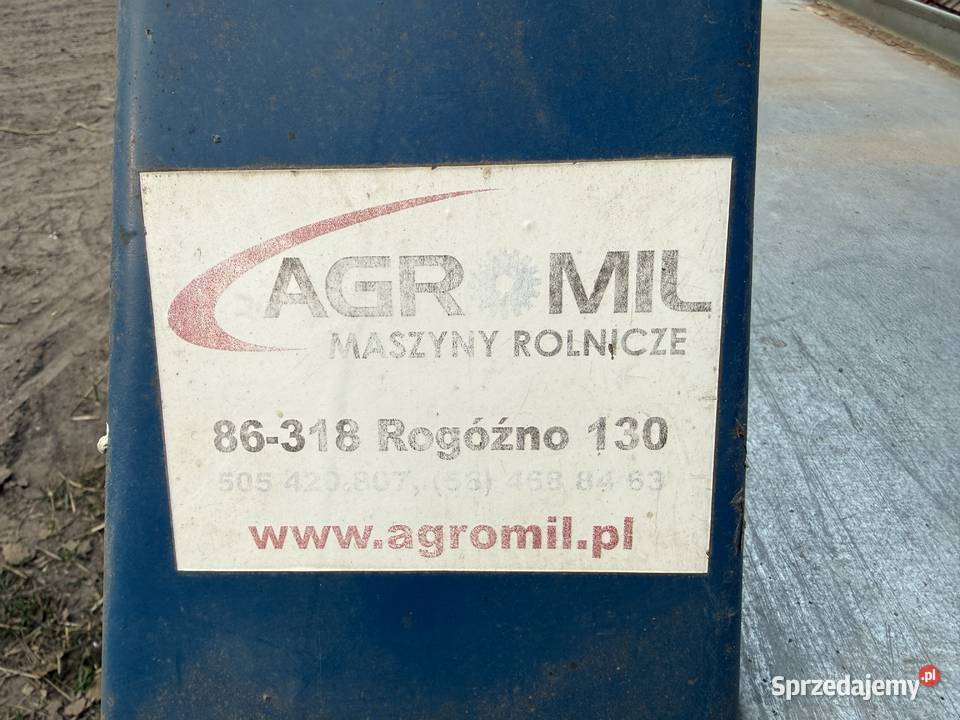 AGROMIL
MASZYNY ROLNICZE
86-318 Rogóźno 130
505 420 807, (56) 468 84 63
www.agromil.pl
Sprzedajemy.pl